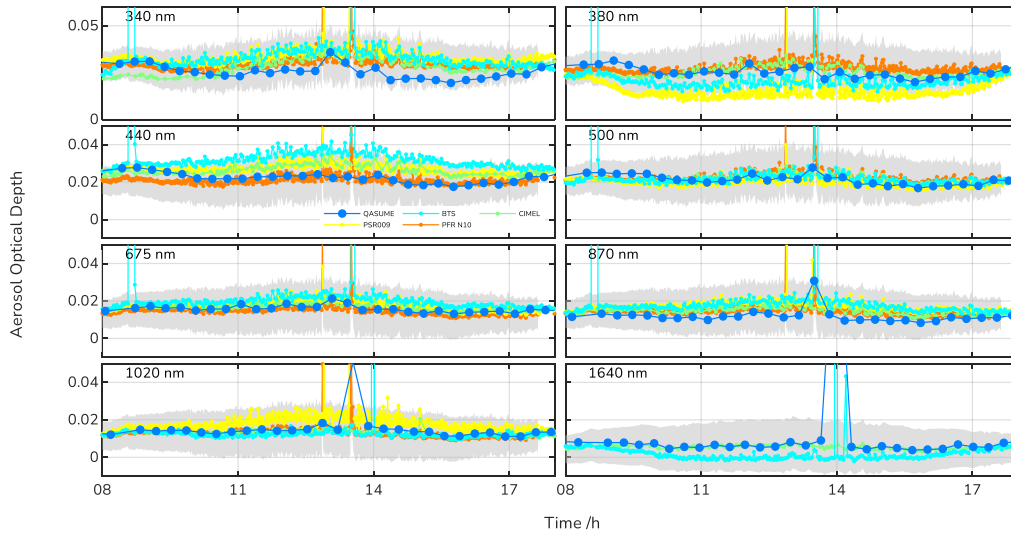 340 nm
380 nm
0.05
0
440 nm
500 nm
0.04
0.02
0
QASUME
BTS
CIMEL
PSR009
PFR N10
675 nm
870 nm
0.04
0.02
0
1020 nm
1640 nm
0.04
0.02
0
08
11
14
17
08
11
14
17
Aerosol Optical Depth
Time /h